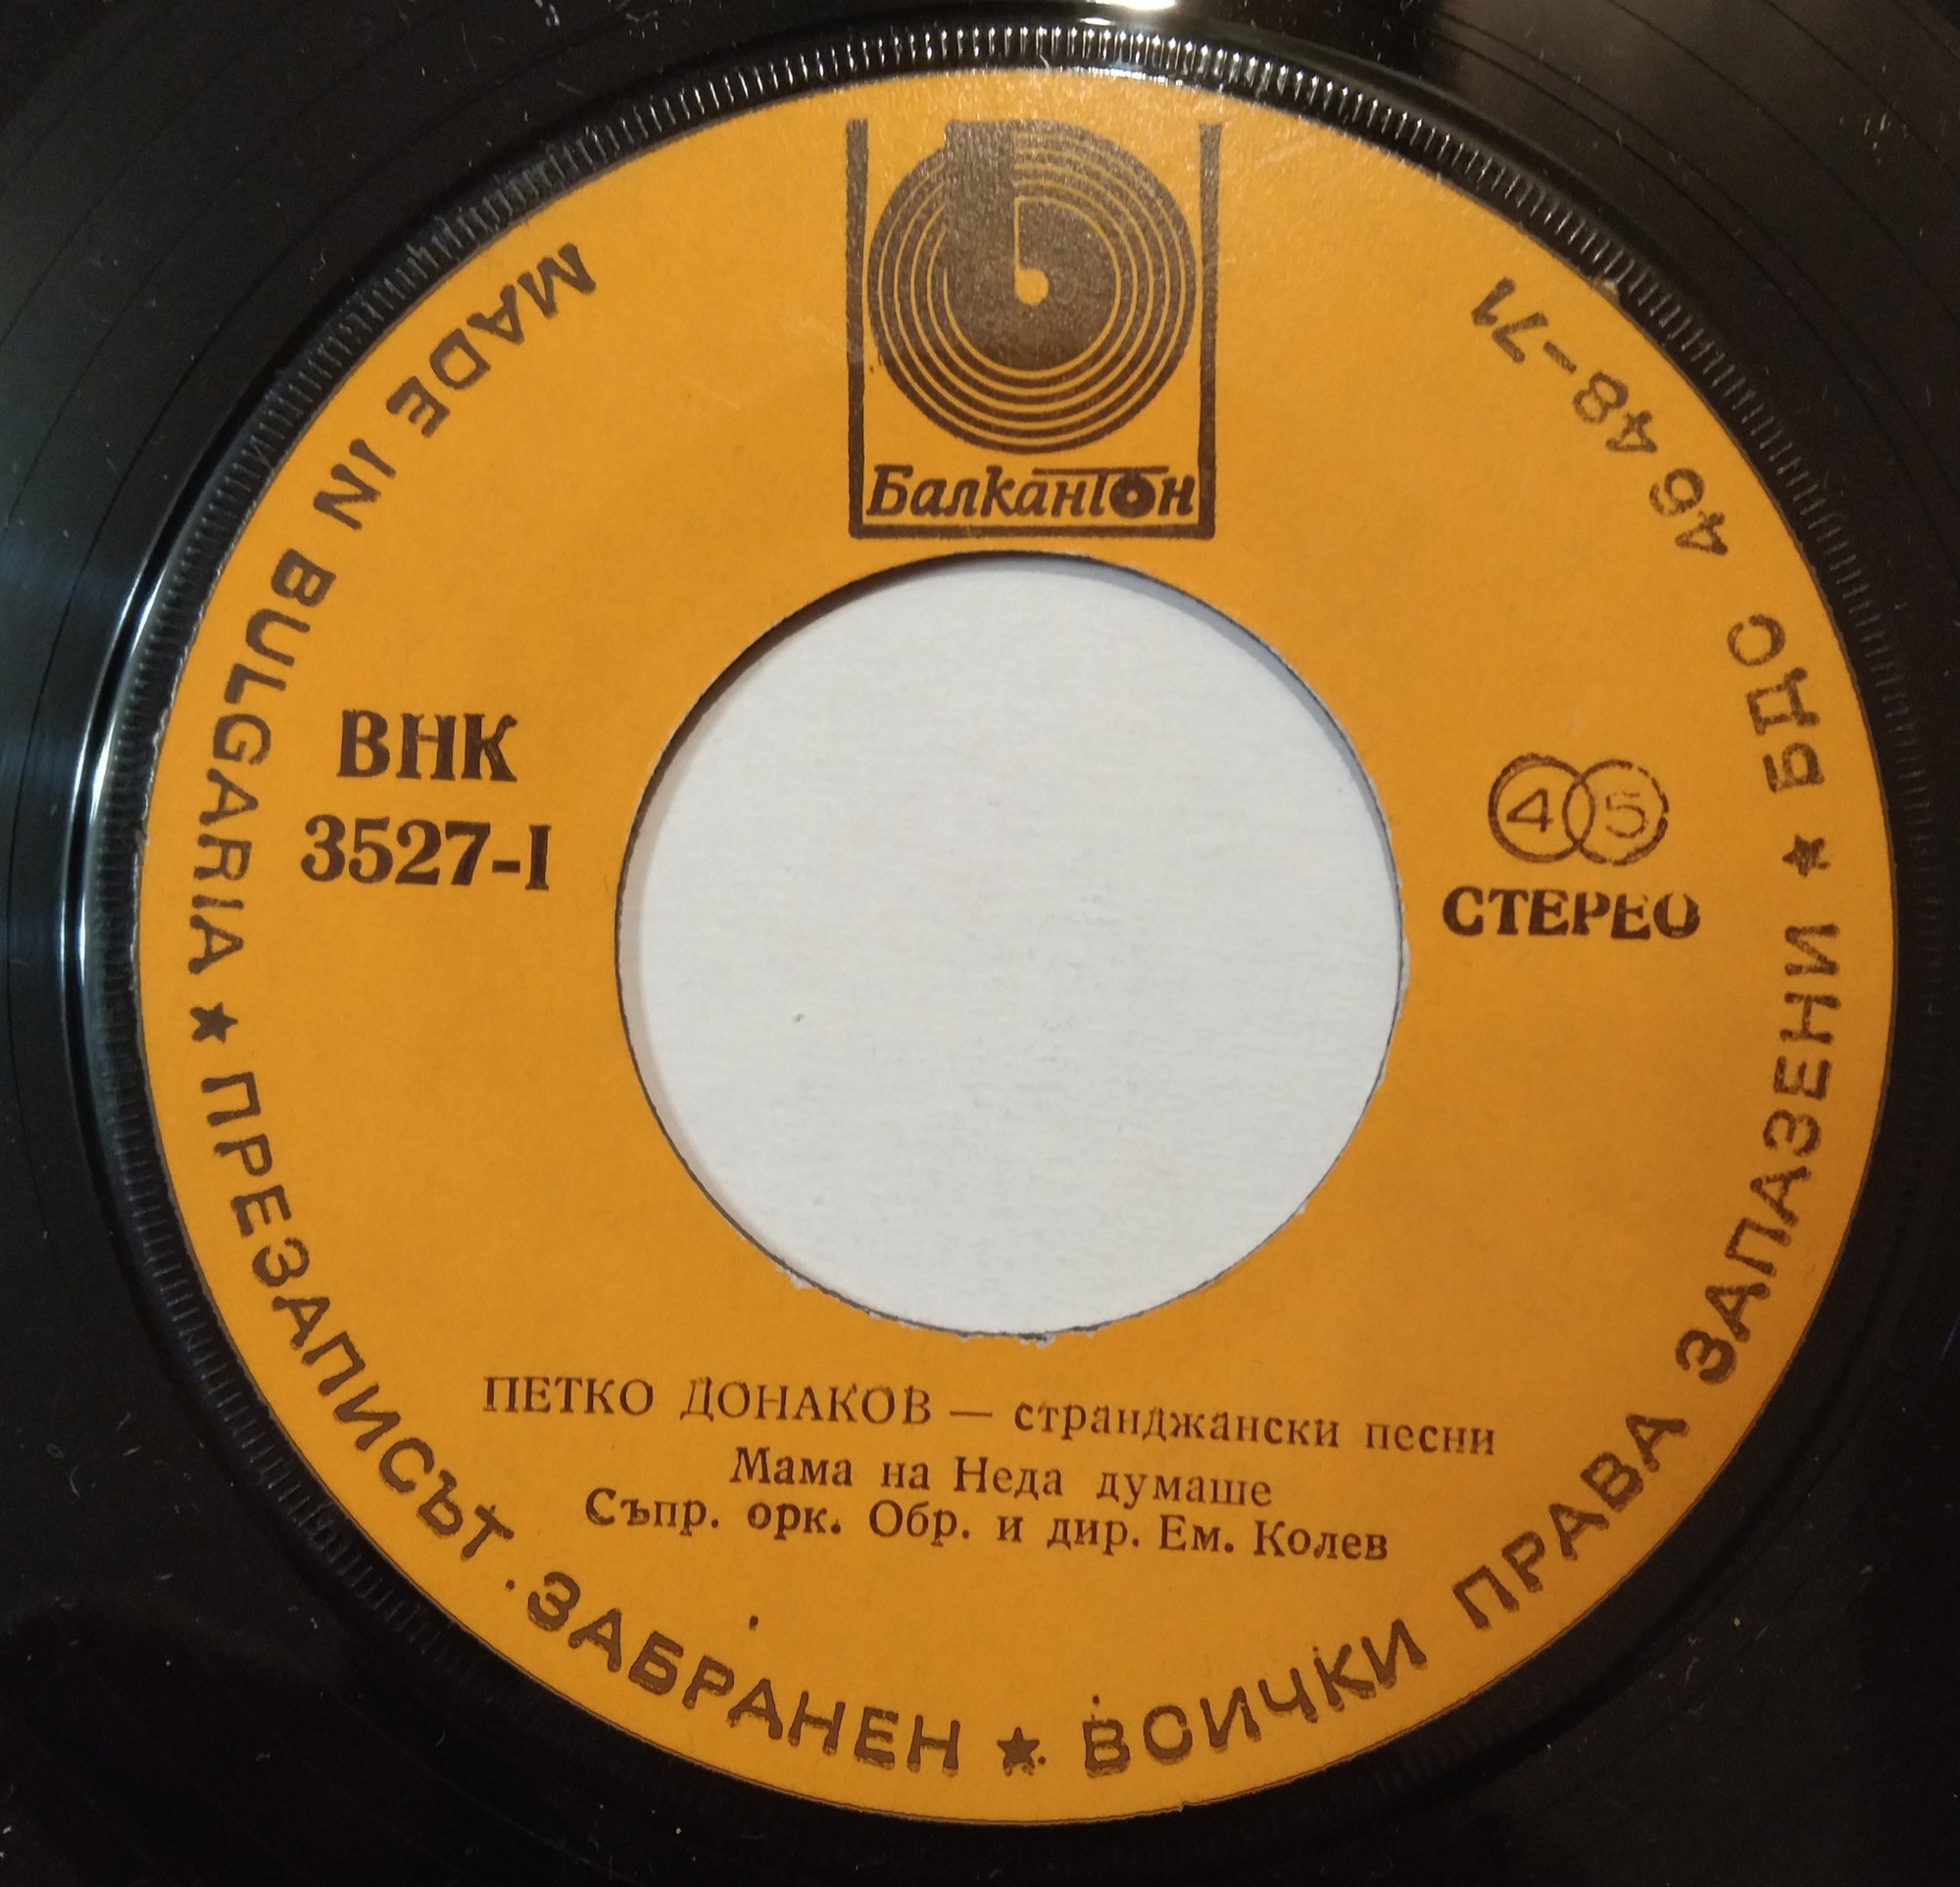 Балкантон
ВНК
3527-I
45
СТЕРЕО
ПЕТКО ДОНАКОВ — странджански песни
Мама на Неда думаше
Съпр. орк. Обр. и дир. Ем. Колев
MADE IN BULGARIA ★ ПРЕЗАПИСЪТ ЗАБРАНЕН ★ ВСИЧКИ ПРАВА ЗАПАЗЕНИ ★ БДС 4648-71